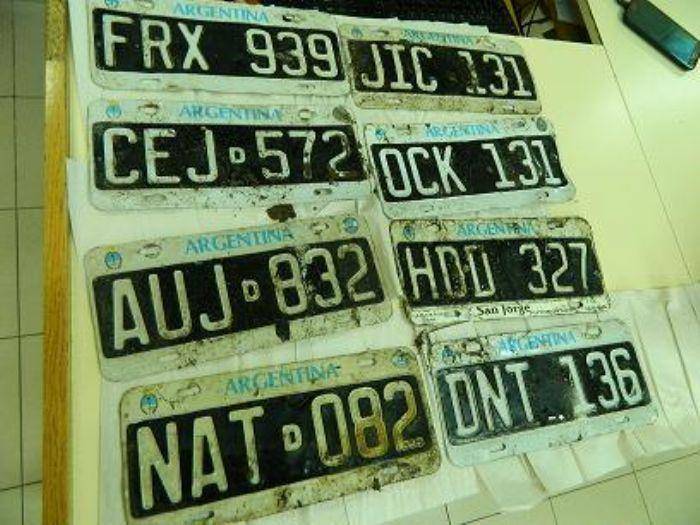 ARGENTINA
FRX 939
ARGENTINA
JIC 131
ARGENTINA
CEJ D 572
ARGENTINA
OCK 131
ARGENTINA
AUJ D 832
ARGENTINA
HDD 327
San Jorge
ARGENTINA
NAT D 082
ARGENTINA
DNT 136